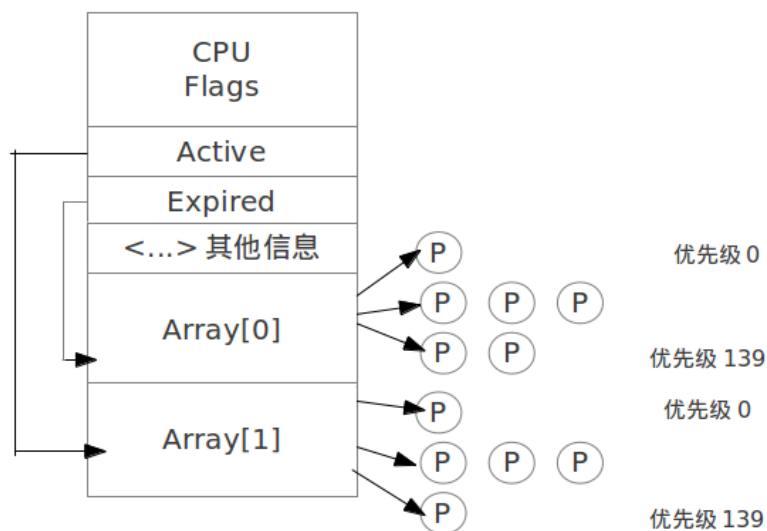 CPU
Flags
Active
Expired
<...> 其他信息
P
优先级 0
Array[0]
P P P
P P
优先级 139
P
优先级 0
Array[1]
P P P
P
优先级 139